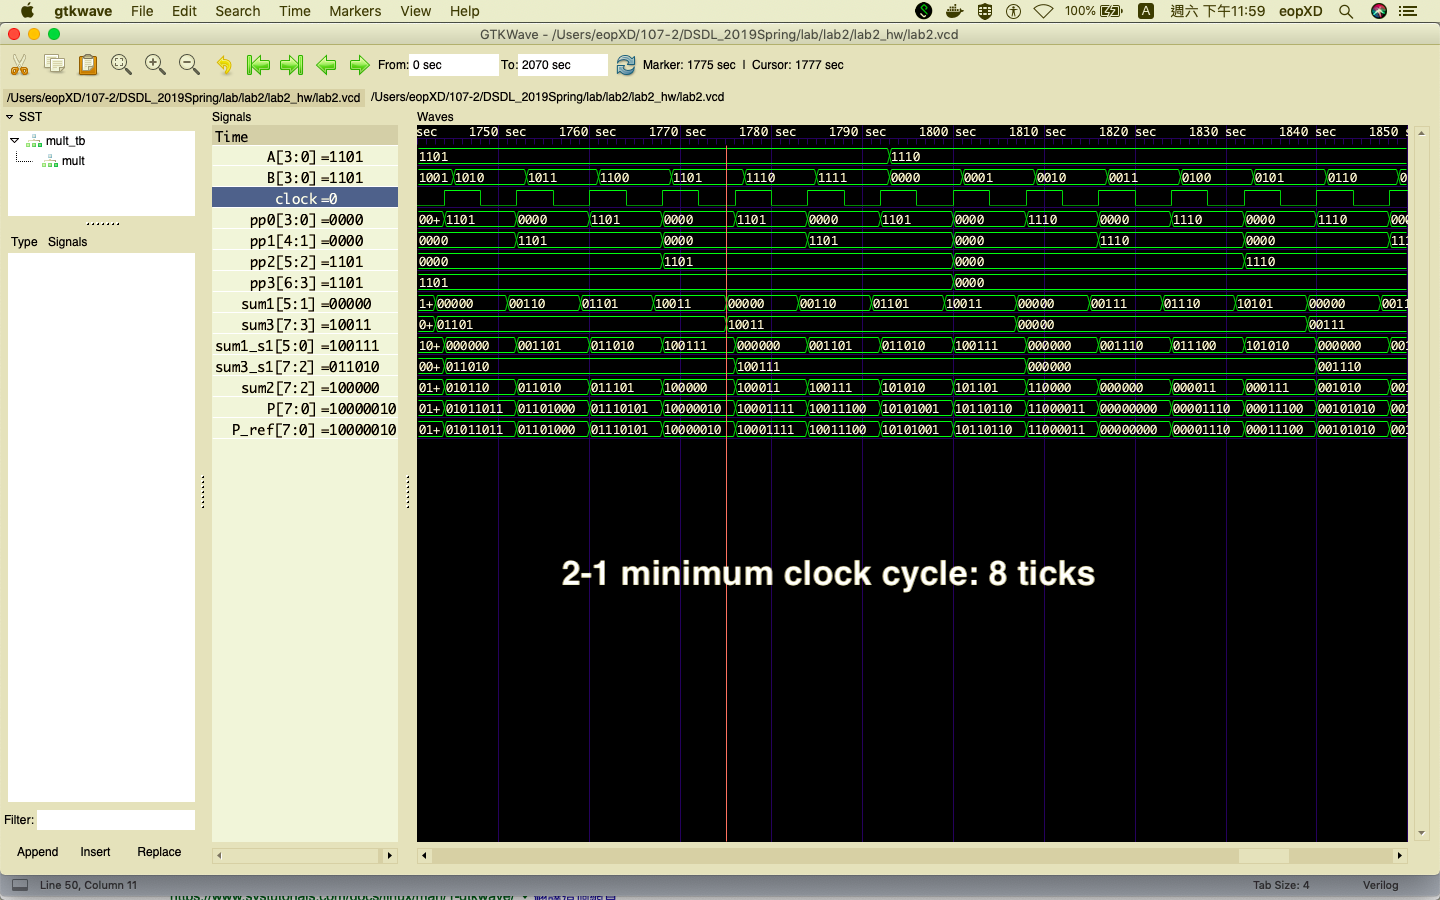 gtkwave File Edit Search Time Markers View Help 100% A 週六 下午11:59 eopXD
GTKWave - /Users/eopXD/107-2/DSDL_2019Spring/lab/lab2/lab2_hw/lab2.vcd
From: 0 sec To: 2070 sec Marker: 1775 sec | Cursor: 1777 sec
/Users/eopXD/107-2/DSDL_2019Spring/lab/lab2/lab2_hw/lab2.vcd /Users/eopXD/107-2/DSDL_2019Spring/lab/lab2/lab2_hw/lab2.vcd
SST
mult_tb
mult
Type Signals
Filter:
Append Insert Replace
Signals
Time
A[3:0] =1101
B[3:0] =1101
clock =0
pp0[3:0] =0000
pp1[4:1] =0000
pp2[5:2] =1101
pp3[6:3] =1101
sum1[5:1] =00000
sum3[7:3] =10011
sum1_s1[5:0] =100111
sum3_s1[7:2] =011010
sum2[7:2] =100000
P[7:0] =10000010
P_ref[7:0] =10000010
Waves
sec 1750 sec 1760 sec 1770 sec 1780 sec 1790 sec 1800 sec 1810 sec 1820 sec 1830 sec 1840 sec 1850 s
1101 1110
1001 1010 1011 1100 1101 1110 1111 0000 0001 0010 0011 0100 0101 0110 0
00+ 1101 0000 1101 0000 1101 0000 1101 0000 1110 0000 1110 0000 1110 000
0000 1101 0000 1101 0000 1110 0000 111
0000 1101 0000 1110
1101 0000
1+ 00000 00110 01101 10011 00000 00110 01101 10011 00000 00111 01110 10101 00000 0011
0+ 01101 10011 00000 00111
10+ 000000 001101 011010 100111 000000 001101 011010 100111 000000 001110 011100 101010 000000 001
00+ 011010 100111 000000 001110
01+ 010110 011010 011101 100000 100011 100111 101010 101101 110000 000000 000011 000111 001010 001
01+ 01011011 01101000 01110101 10000010 10001111 10011100 10101001 10110110 11000011 00000000 00001110 00011100 00101010 001
01+ 01011011 01101000 01110101 10000010 10001111 10011100 10101001 10110110 11000011 00000000 00001110 00011100 00101010 001
2-1 minimum clock cycle: 8 ticks
Line 50, Column 11 Tab Size: 4 Verilog